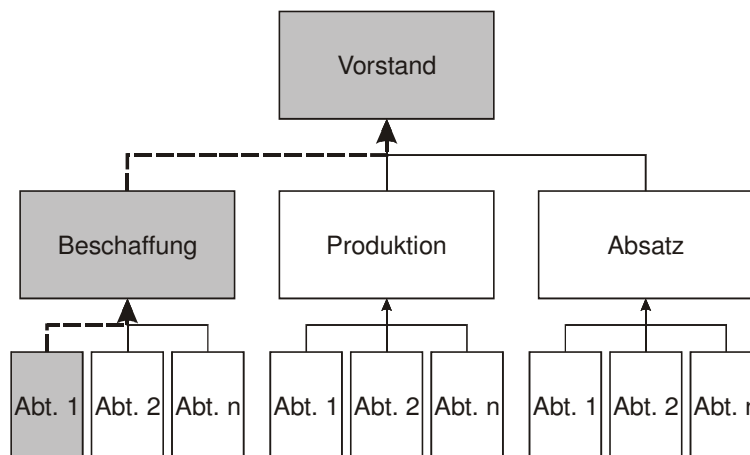 Vorstand
Beschaffung Produktion Absatz
Abt. 1 Abt. 2 Abt. n Abt. 1 Abt. 2 Abt. n Abt. 1 Abt. 2 Abt. n